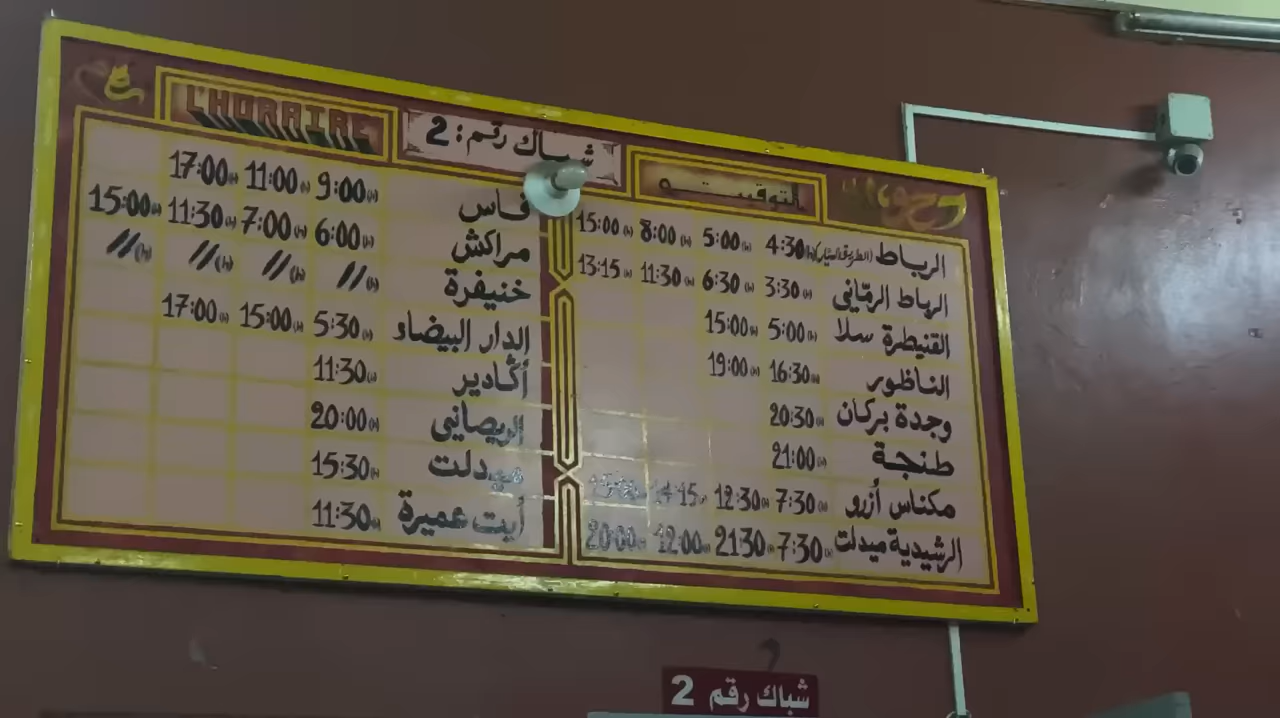 L'HORAIRE
شباك رقم : 2
التوقيت
الرباط (الطريق السيار) 4:30(h) 5:00(h) 8:00(h) 15:00(h)
الرباط الرماني 3:30(h) 6:30(h) 11:30(h) 13:15(h)
القنيطرة سلا 5:00(h) 15:00(h)
الناظور 16:30(h) 19:00(h)
وجدة بركان 20:30(h)
طنجة 21:00(h)
مكناس أزرو 7:30(h) 12:30(h) 14:15(h)
الرشيدية ميدلت 7:30(h) 2130(h) 12:00(h) 20:00(h)
فاس 9:00(h) 11:00(h) 17:00(h)
مراكش 6:00(h) 7:00(h) 11:30(h) 15:00(h)
خنيفرة //(h) //(h) //(h) //(h)
الدار البيضاء 5:30(h) 15:00(h) 17:00(h)
أڭادير 11:30(h)
الريصاني 20:00(h)
ميدلت 15:30(h)
أيت عميرة 11:30(h)
شباك رقم 2